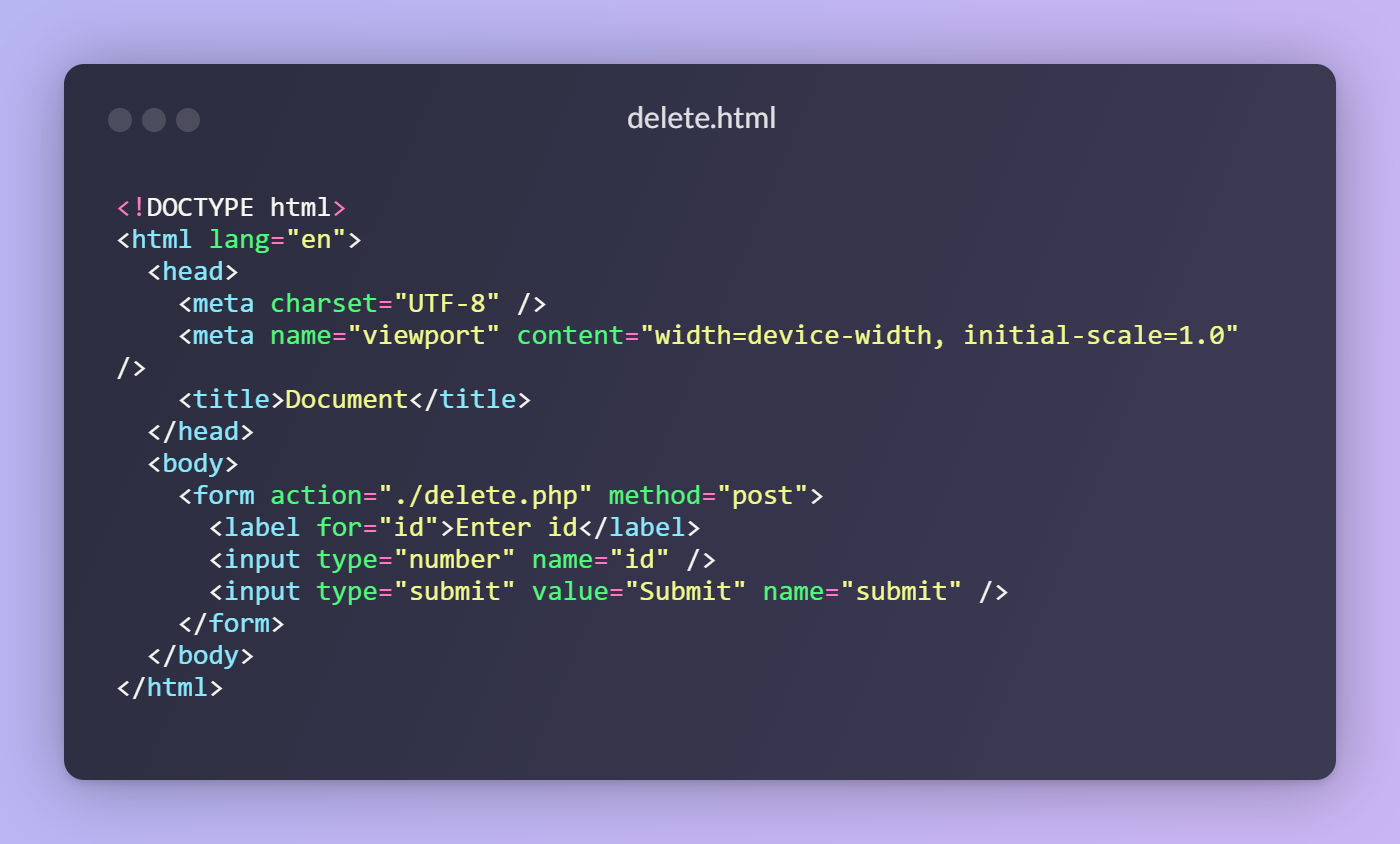 delete.html
<!DOCTYPE html>
<html lang="en">
  <head>
    <meta charset="UTF-8" />
    <meta name="viewport" content="width=device-width, initial-scale=1.0"
/>
    <title>Document</title>
  </head>
  <body>
    <form action="./delete.php" method="post">
      <label for="id">Enter id</label>
      <input type="number" name="id" />
      <input type="submit" value="Submit" name="submit" />
    </form>
  </body>
</html>